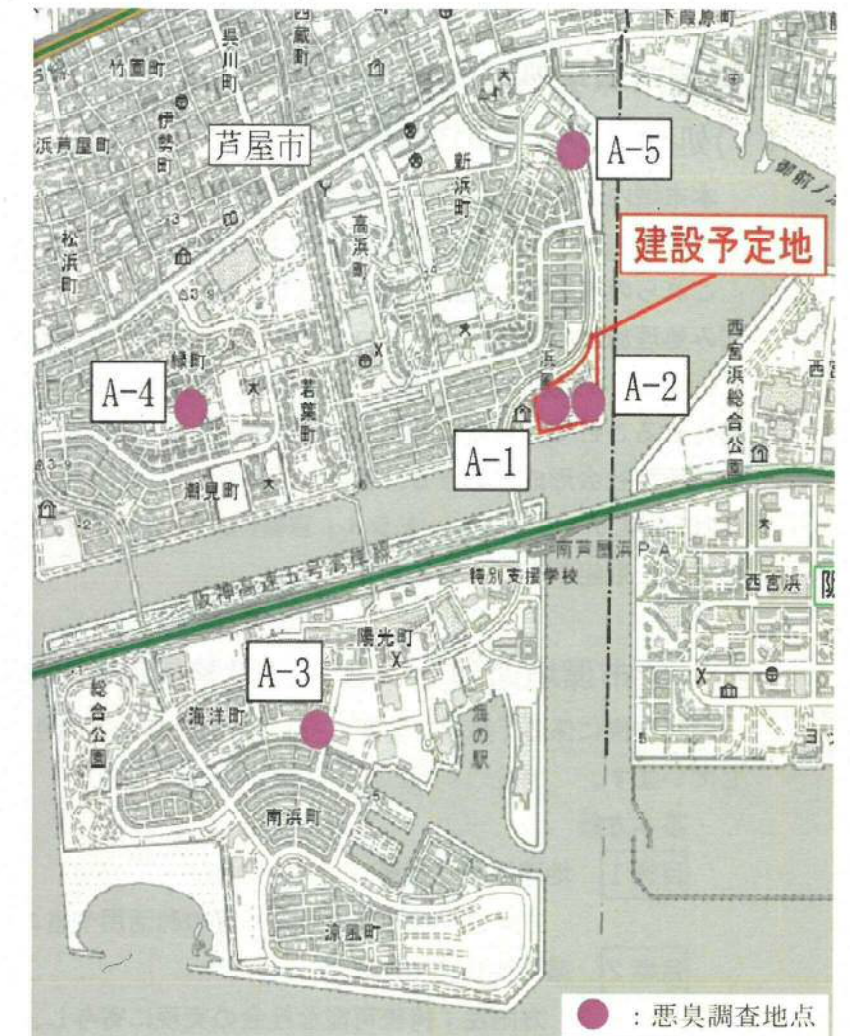 呉川町
西蔵町
下葭原町
竹園町
伊勢町
浜芦屋町
芦屋市
新浜町
高浜町
松浜町
A-5
御前ノ
建設予定地
緑町
若葉町
A-4
A-2
A-1
西宮浜総合公園
潮見町
南芦屋浜PA
阪神高速五号湾岸線
特別支援学校
西宮浜
陽光町
A-3
総合公園
海洋町
海の駅
南浜町
涼風町
:悪臭調査地点